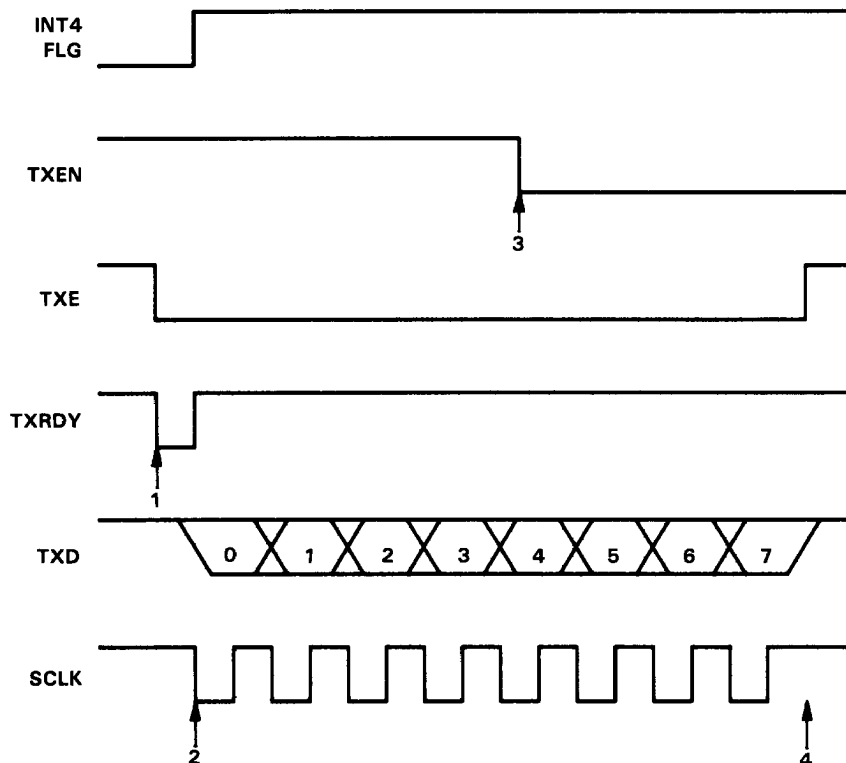 INT4
FLG
TXEN
3
TXE
TXRDY
1
TXD 0 1 2 3 4 5 6 7
SCLK
2 4